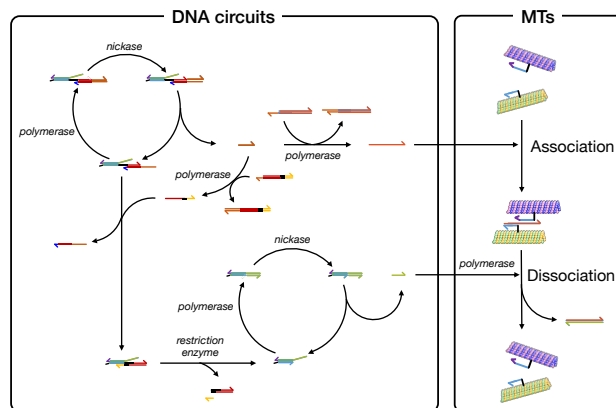 DNA circuits
MTs
nickase
polymerase
polymerase
polymerase
Association
nickase
polymerase
Dissociation
polymerase
restriction
enzyme